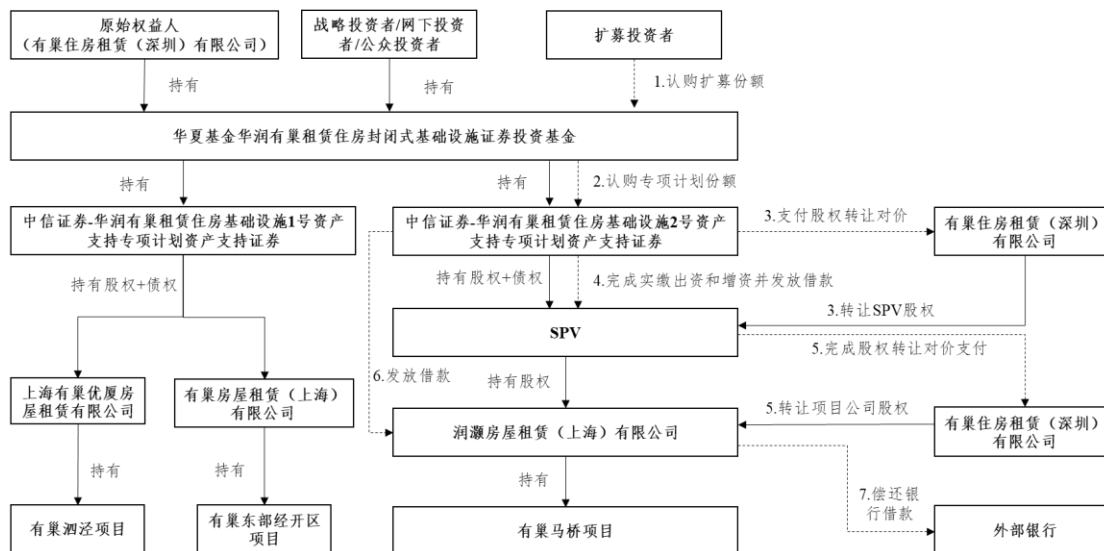 原始权益人
（有巢住房租赁（深圳）有限公司）
战略投资者/网下投资
者/公众投资者
扩募投资者
持有
持有
1.认购扩募份额
华夏基金华润有巢租赁住房封闭式基础设施证券投资基金
持有
持有
2.认购专项计划份额
中信证券-华润有巢租赁住房基础设施1号资产
支持专项计划资产支持证券
中信证券-华润有巢租赁住房基础设施2号资产
支持专项计划资产支持证券
3.支付股权转让对价
有巢住房租赁（深圳）
有限公司
持有股权+债权
持有股权+债权
4.完成实缴出资和增资并发放借款
3.转让SPV股权
SPV
5.完成股权转让对价支付
6.发放借款
持有股权
上海有巢优厦房
屋租赁有限公司
有巢房屋租赁（上海）
有限公司
5.转让项目公司股权
润灏房屋租赁（上海）有限公司
有巢住房租赁（深圳）
有限公司
持有
持有
持有
7.偿还银
行借款
有巢泗泾项目
有巢东部经开区
项目
有巢马桥项目
外部银行